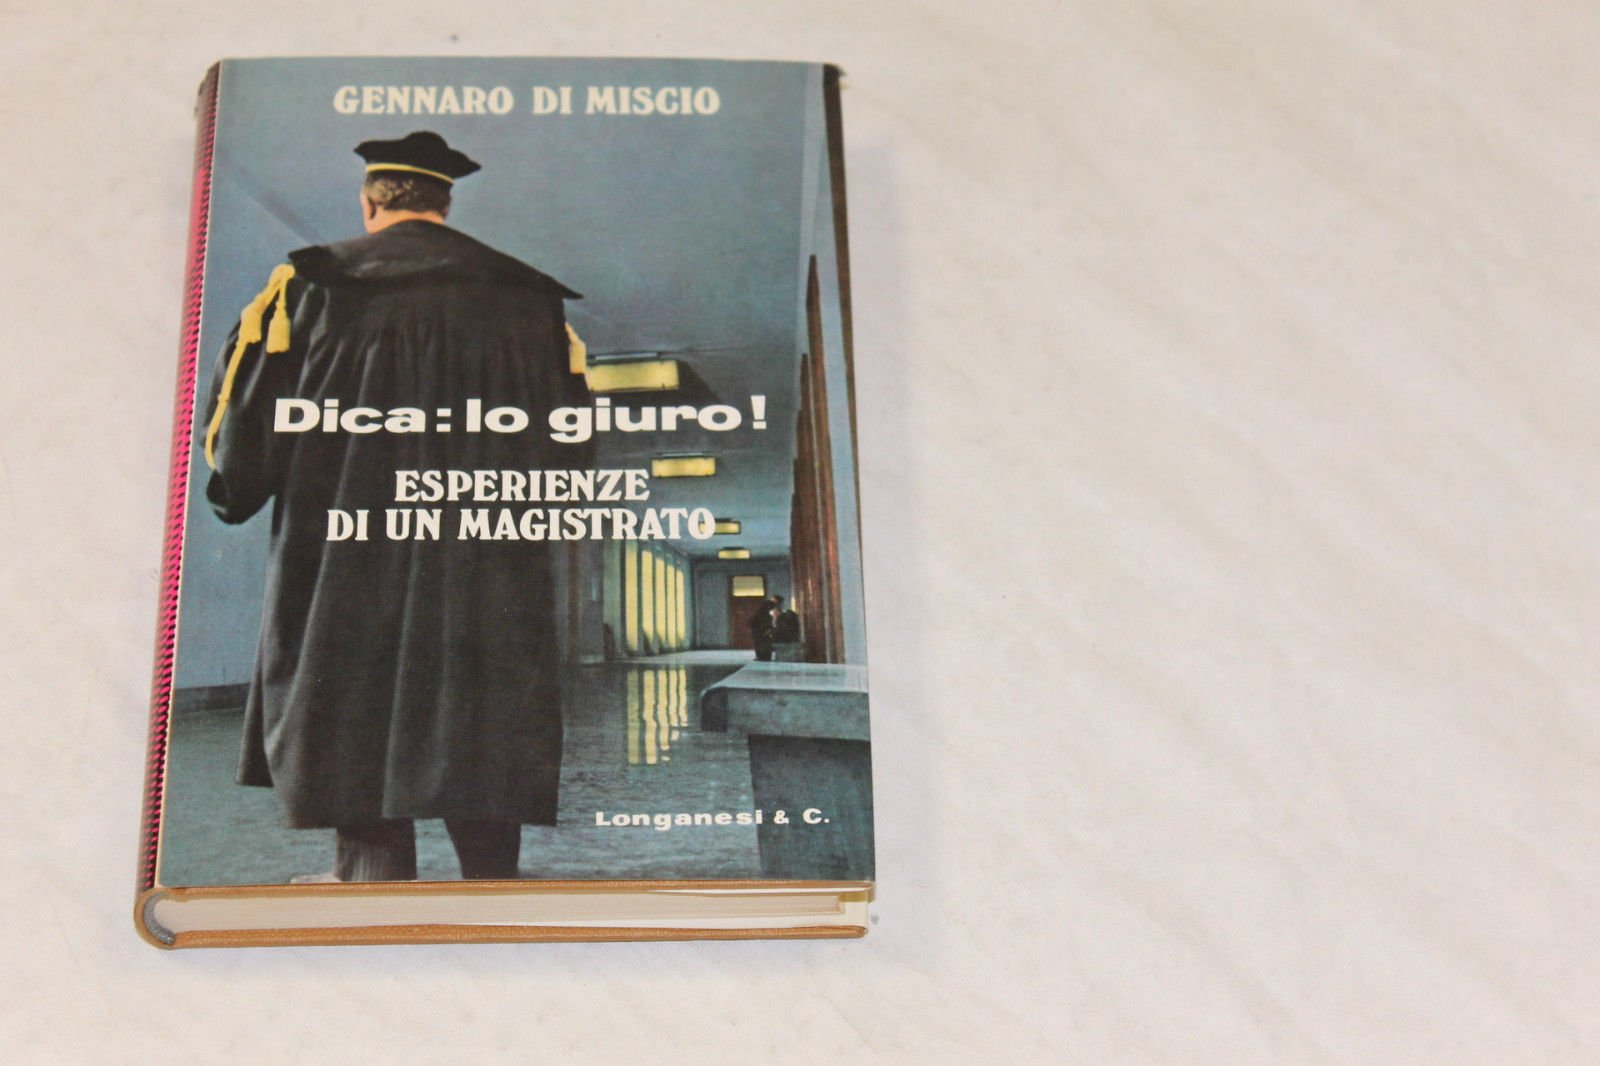 GENNARO DI MISCIO
Dica: lo giuro!
ESPERIENZE
DI UN MAGISTRATO
Longanesi & C.